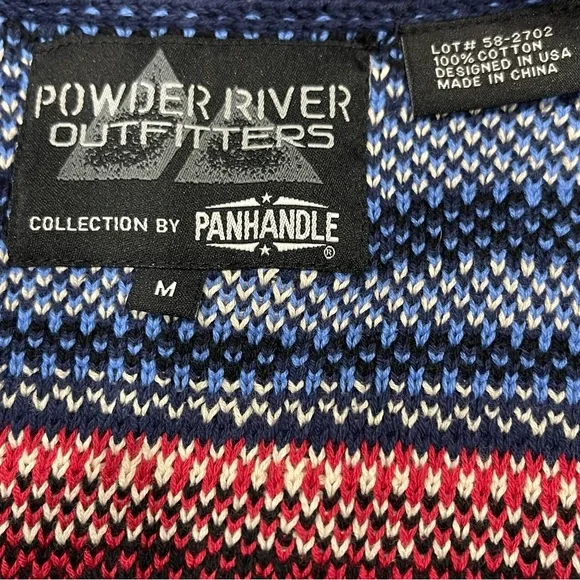 POWDER RIVER
OUTFITTERS
COLLECTION BY PANHANDLE ®
M
LOT# 58-2702
100% COTTON
DESIGNED IN USA
MADE IN CHINA